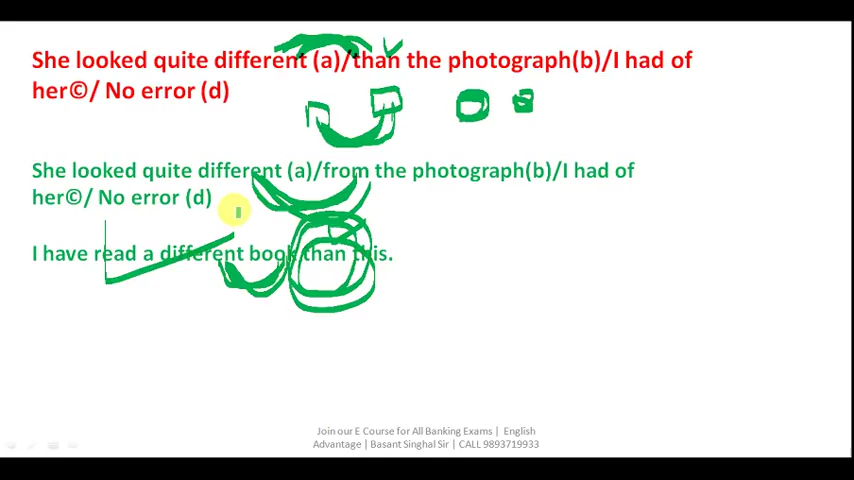 She looked quite different (a)/than the photograph(b)/I had of
her©/ No error (d)
She looked quite different (a)/from the photograph(b)/I had of
her©/ No error (d)
I have read a different book than this.
Join our E Course for All Banking Exams | English
Advantage | Basant Singhal Sir | CALL 9893719933